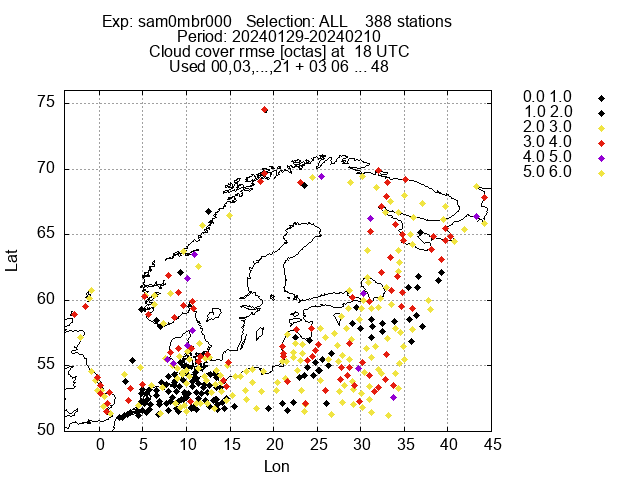 Exp: sam0mbr000 Selection: ALL 388 stations
Period: 20240129-20240210
Cloud cover rmse [octas] at 18 UTC
Used 00,03,...,21 + 03 06 ... 48
0.0 1.0
1.0 2.0
2.0 3.0
3.0 4.0
4.0 5.0
5.0 6.0
75
70
65
60
55
50
Lat
0 5 10 15 20 25 30 35 40 45
Lon